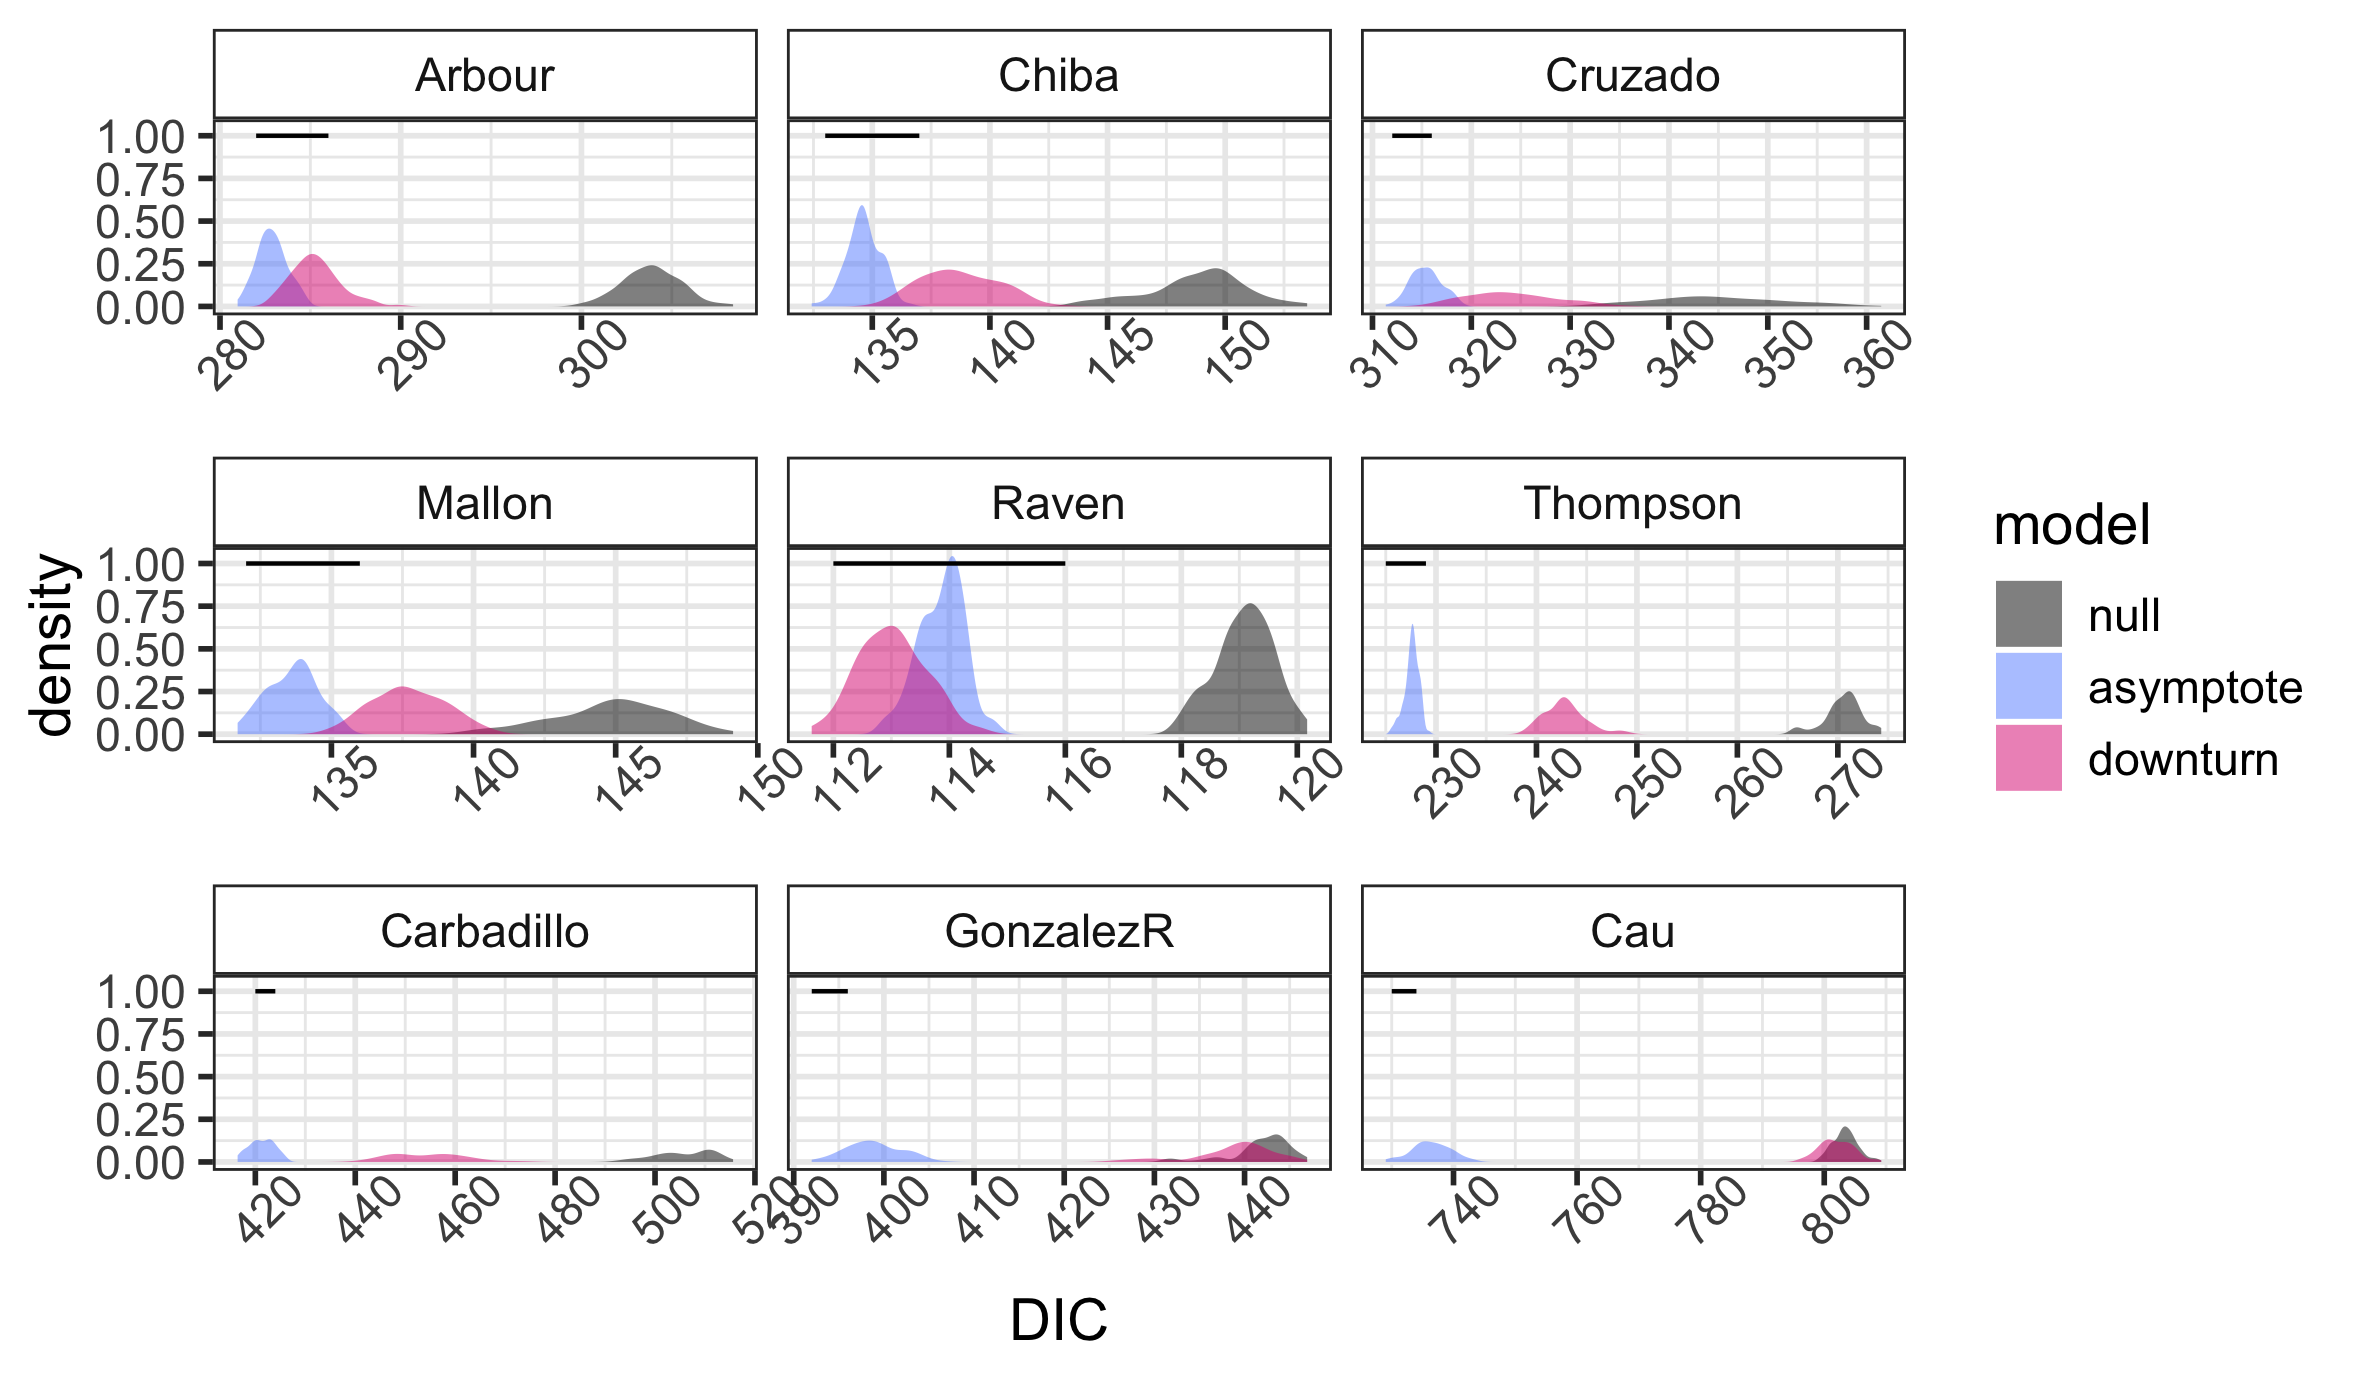 Arbour Chiba Cruzado
1.00
0.75
0.50
0.25
0.00
280 290 300 135 140 145 150 310 320 330 340 350 360
Mallon Raven Thompson
1.00
0.75
0.50
0.25
0.00
135 140 145 150 112 114 116 118 120 230 240 250 260 270
Carbadillo GonzalezR Cau
1.00
0.75
0.50
0.25
0.00
420 440 460 480 500 520 390 400 410 420 430 440 740 760 780 800
density
DIC
model
null
asymptote
downturn